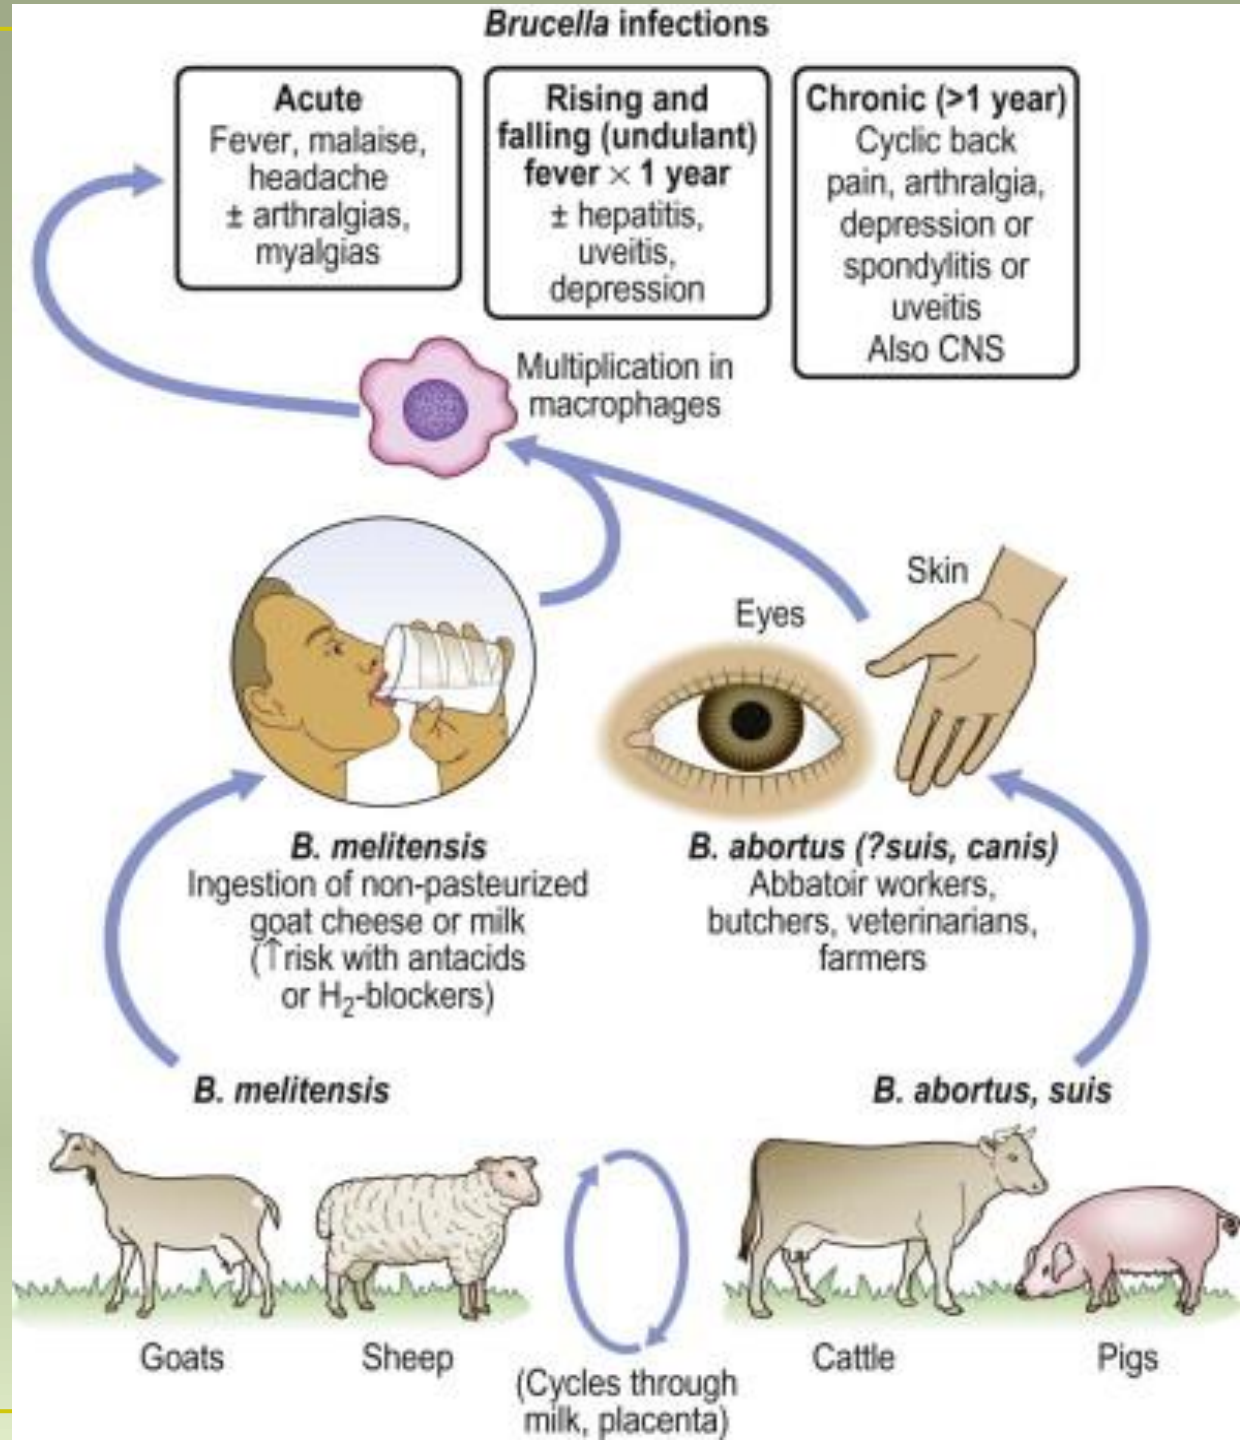 Brucella infections
Acute
Fever, malaise,
headache
± arthralgias,
myalgias
Rising and
falling (undulant)
fever × 1 year
± hepatitis,
uveitis,
depression
Chronic (>1 year)
Cyclic back
pain, arthralgia,
depression or
spondylitis or
uveitis
Also CNS
Multiplication in
macrophages
Skin
Eyes
B. melitensis
Ingestion of non-pasteurized
goat cheese or milk
(↑risk with antacids
or H₂-blockers)
B. abortus (?suis, canis)
Abbatoir workers,
butchers, veterinarians,
farmers
B. melitensis
B. abortus, suis
Goats
Sheep
(Cycles through
milk, placenta)
Cattle
Pigs